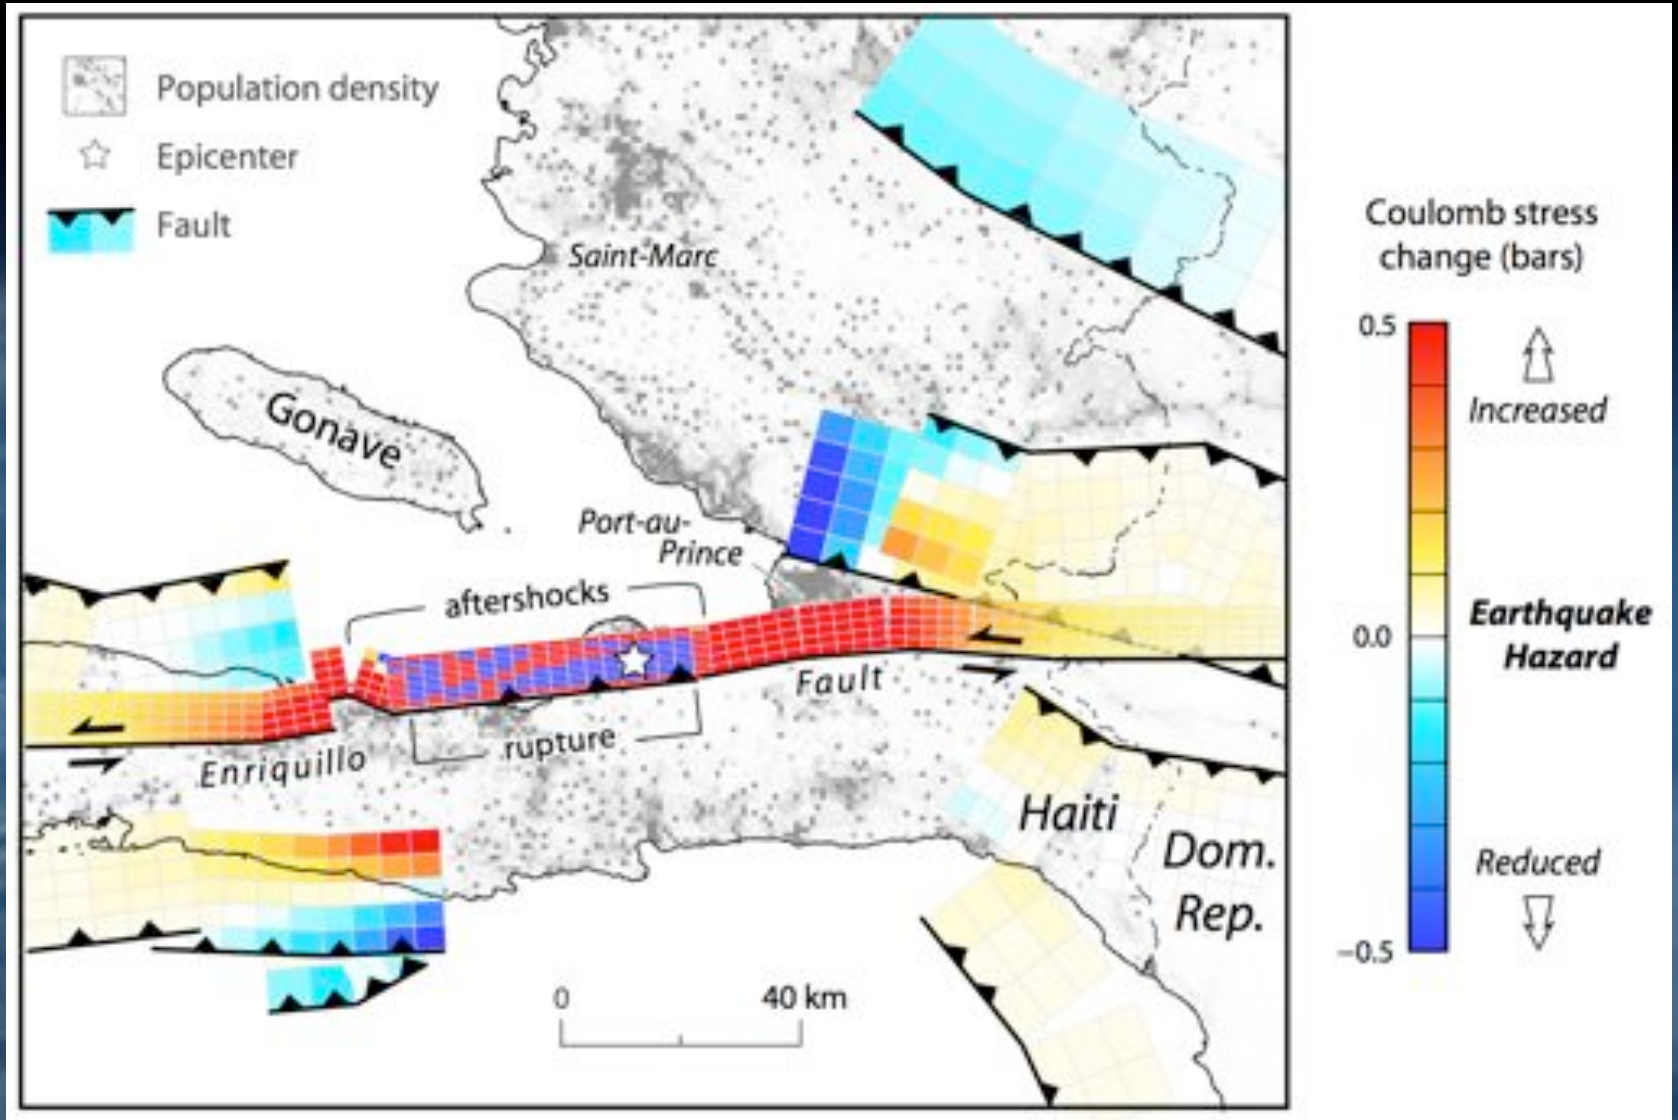 Population density
Epicenter
Fault
Saint-Marc
Gonave
Port-au-
Prince
aftershocks
Fault
rupture
Enriquillo
Haiti
Dom.
Rep.
0 40 km
Coulomb stress
change (bars)
0.5
Increased
0.0
Earthquake
Hazard
Reduced
−0.5